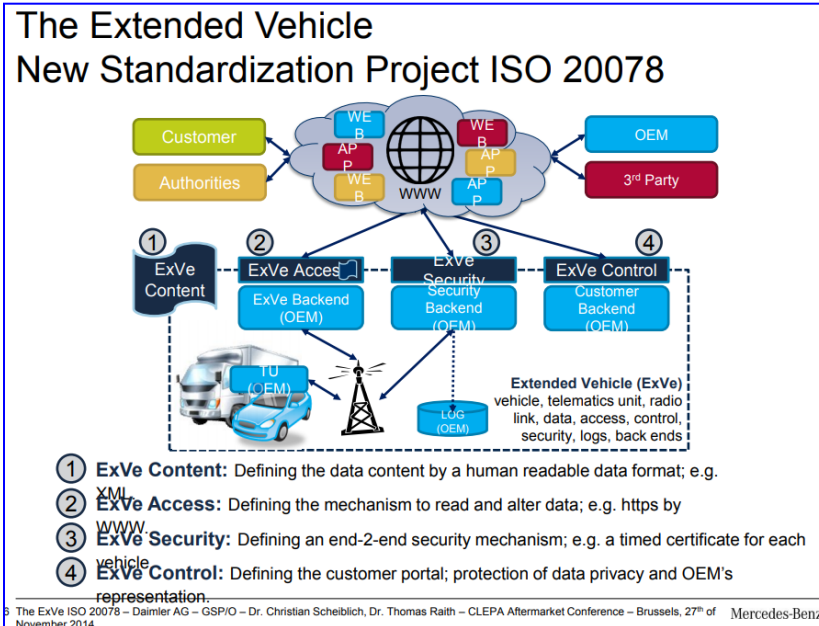 The Extended Vehicle
New Standardization Project ISO 20078
Customer
Authorities
WE
B
AP
P
WE
B
WWW
WE
B
AP
P
AP
P
OEM
3rd Party
1
2
3
4
ExVe
Content
ExVe Access
ExVe
Security
ExVe Control
ExVe Backend
(OEM)
Security
Backend
(OEM)
Customer
Backend
(OEM)
TU
(OEM)
LOG
(OEM)
Extended Vehicle (ExVe)
vehicle, telematics unit, radio
link, data, access, control,
security, logs, back ends
1 ExVe Content: Defining the data content by a human readable data format; e.g.
XML.
2 ExVe Access: Defining the mechanism to read and alter data; e.g. https by
WWW.
3 ExVe Security: Defining an end-2-end security mechanism; e.g. a timed certificate for each
vehicle.
4 ExVe Control: Defining the customer portal; protection of data privacy and OEM's
representation.
6 The ExVe ISO 20078 – Daimler AG – GSP/O – Dr. Christian Scheiblich, Dr. Thomas Raith – CLEPA Aftermarket Conference – Brussels, 27th of
November 2014
Mercedes-Benz